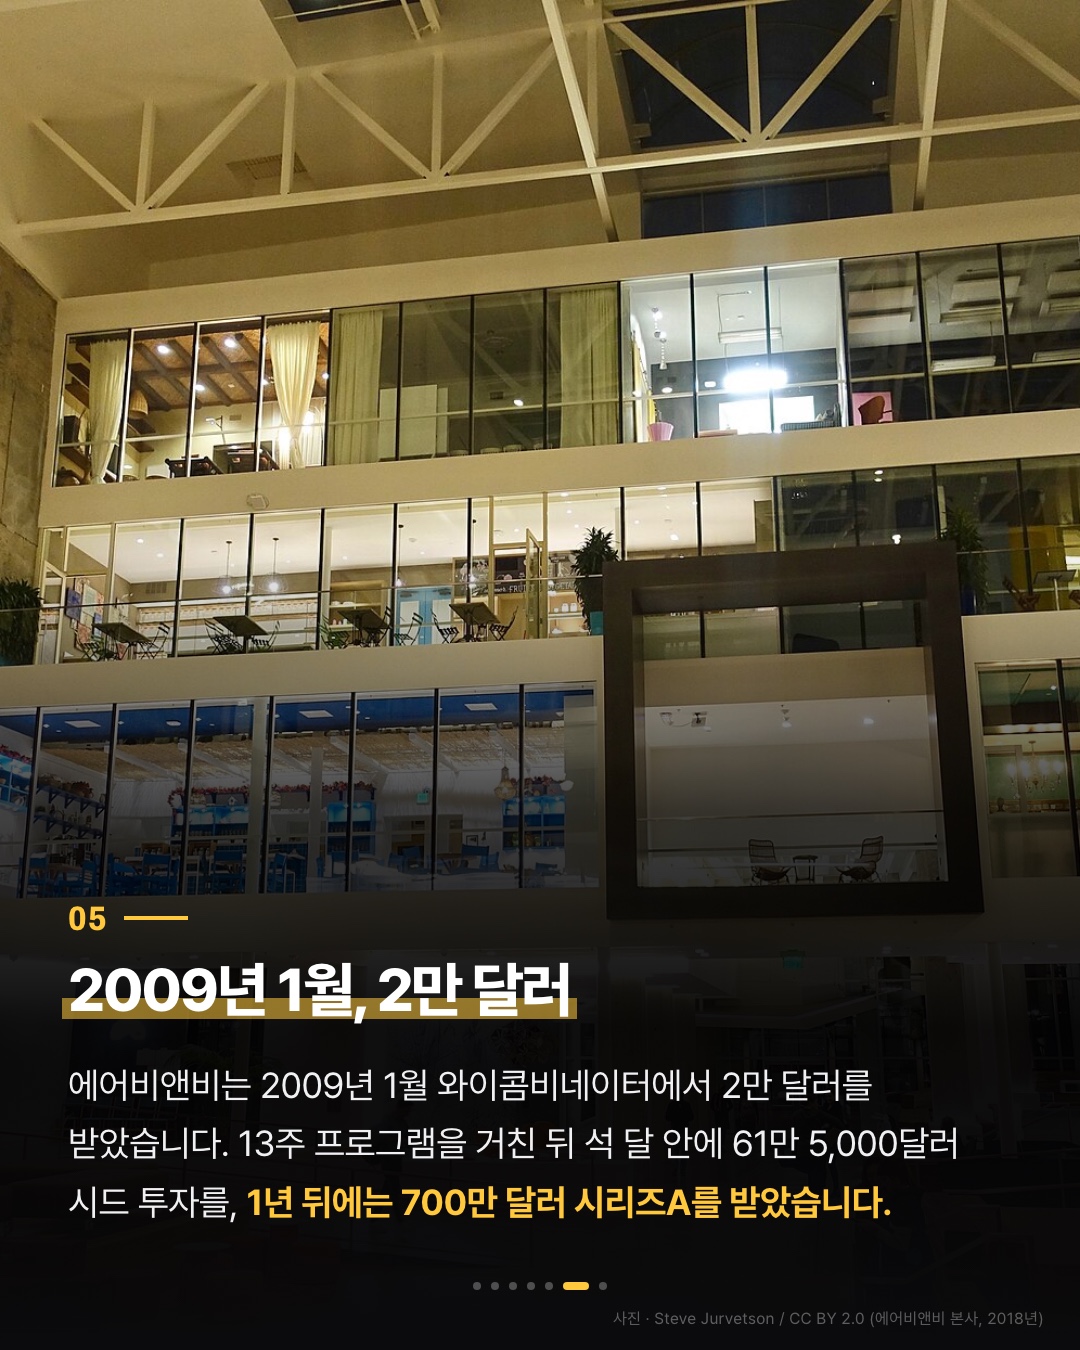 05
2009년 1월, 2만 달러
에어비앤비는 2009년 1월 와이콤비네이터에서 2만 달러를
받았습니다. 13주 프로그램을 거친 뒤 석 달 안에 61만 5,000달러
시드 투자를, 1년 뒤에는 700만 달러 시리즈A를 받았습니다.
사진 · Steve Jurvetson / CC BY 2.0 (에어비앤비 본사, 2018년)